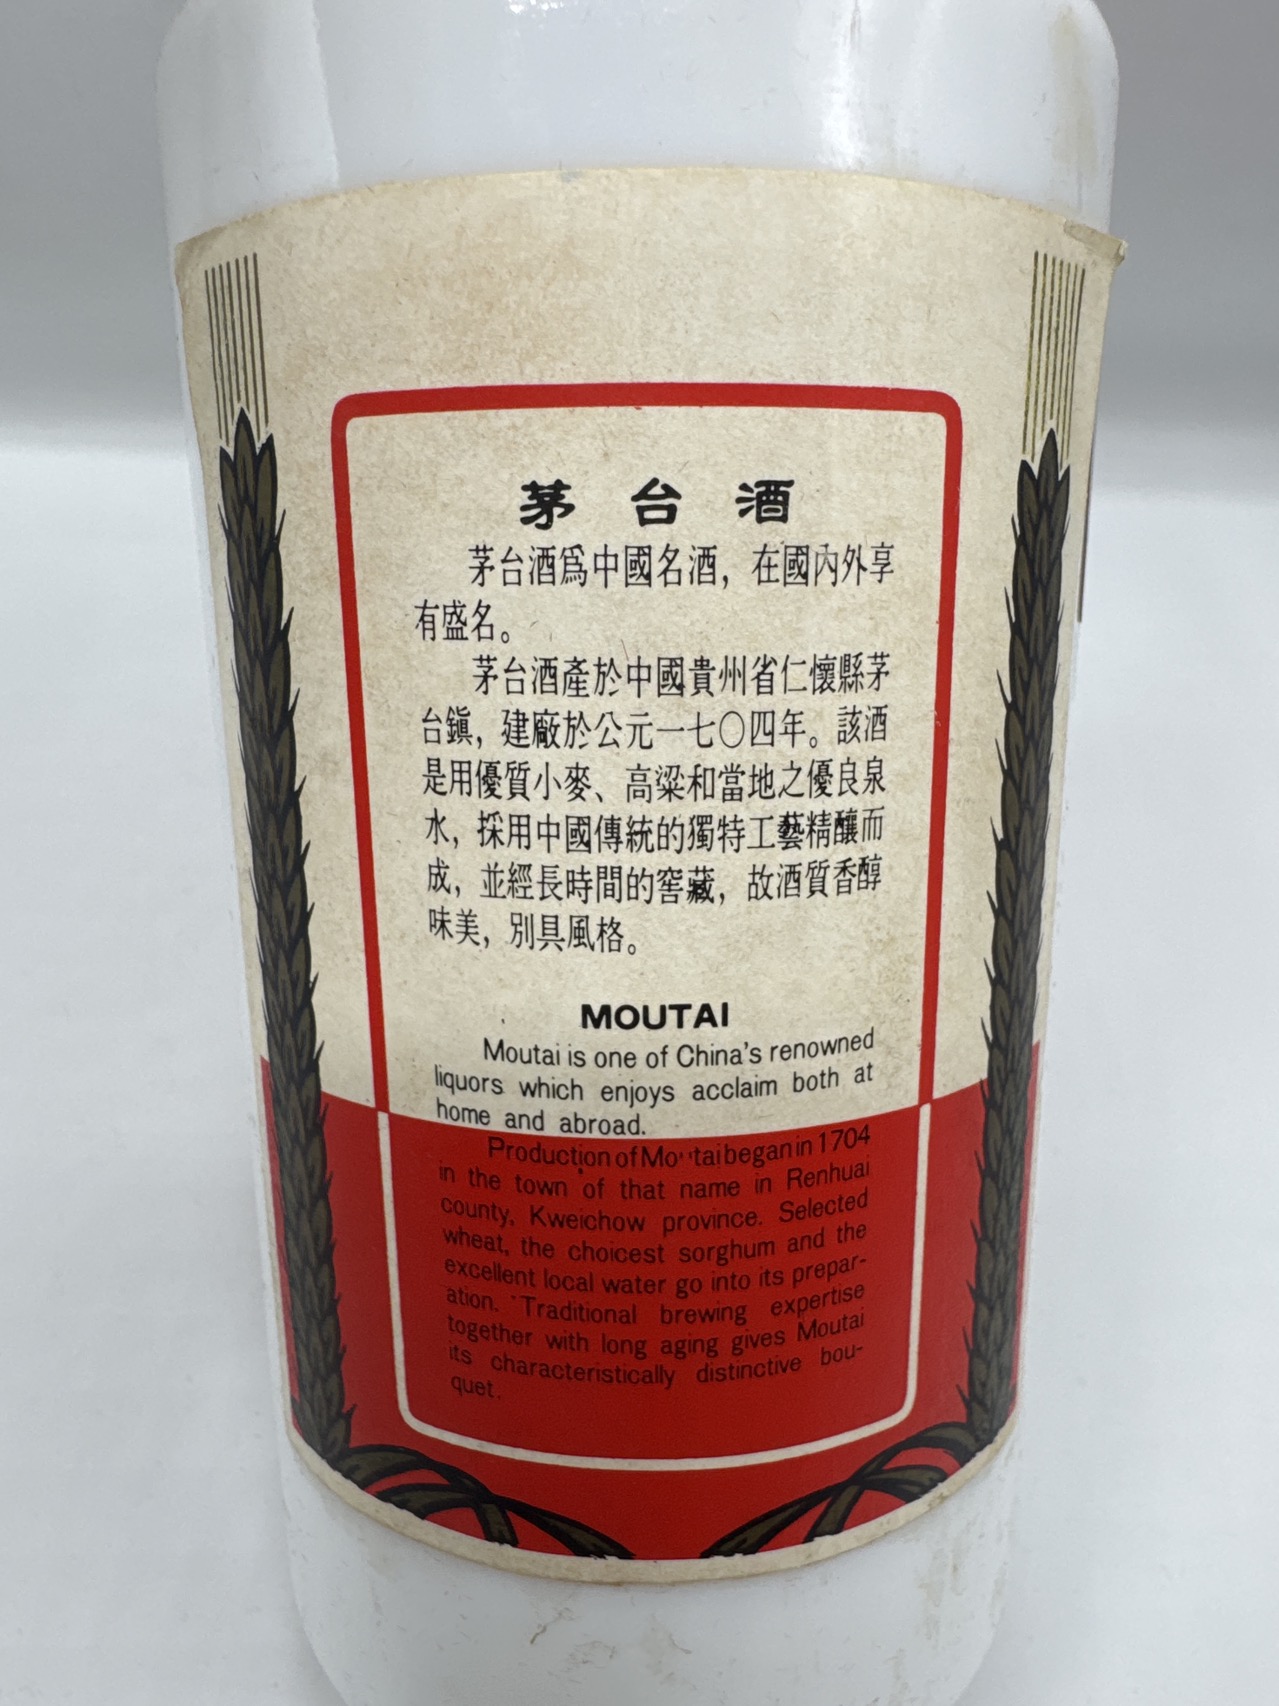 茅台酒
茅台酒爲中國名酒，在國內外享
有盛名。
茅台酒產於中國貴州省仁懷縣茅
台鎭，建廠於公元一七〇四年。該酒
是用優質小麥、高粱和當地之優良泉
水，採用中國傳統的獨特工藝精釀而
成，並經長時間的窖藏，故酒質香醇
味美，別具風格。
MOUTAI
Moutai is one of China's renowned
liquors which enjoys acclaim both at
home and abroad.
Production of Moutai began in 1704
in the town of that name in Renhuai
county, Kweichow province. Selected
wheat, the choicest sorghum and the
excellent local water go into its prepar-
ation. Traditional brewing expertise
together with long aging gives Moutai
its characteristically distinctive bou-
quet.